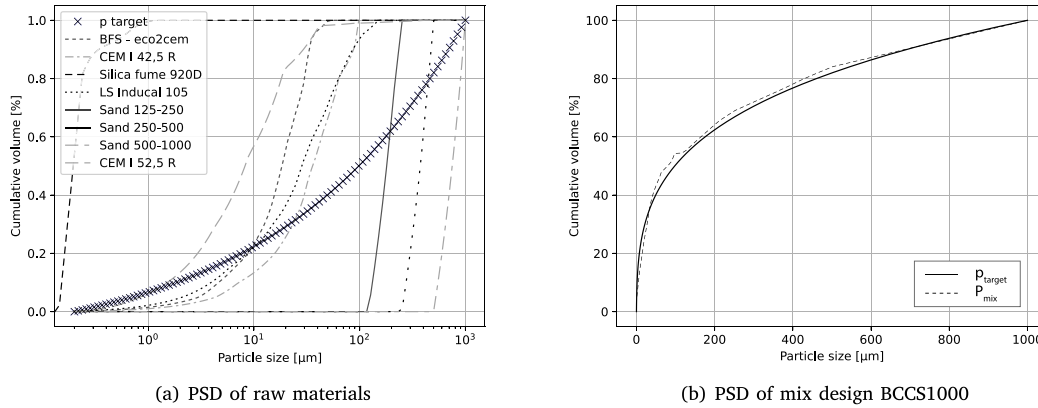 1.0
0.8
0.6
0.4
0.2
0.0
Cumulative volume [%]
p target
BFS - eco2cem
CEM I 42,5 R
Silica fume 920D
LS Inducal 105
Sand 125-250
Sand 250-500
Sand 500-1000
CEM I 52,5 R
10⁰ 10¹ 10² 10³
Particle size [μm]
(a) PSD of raw materials
100
80
60
40
20
0
Cumulative volume [%]
p_target
P_mix
0 200 400 600 800 1000
Particle size [μm]
(b) PSD of mix design BCCS1000